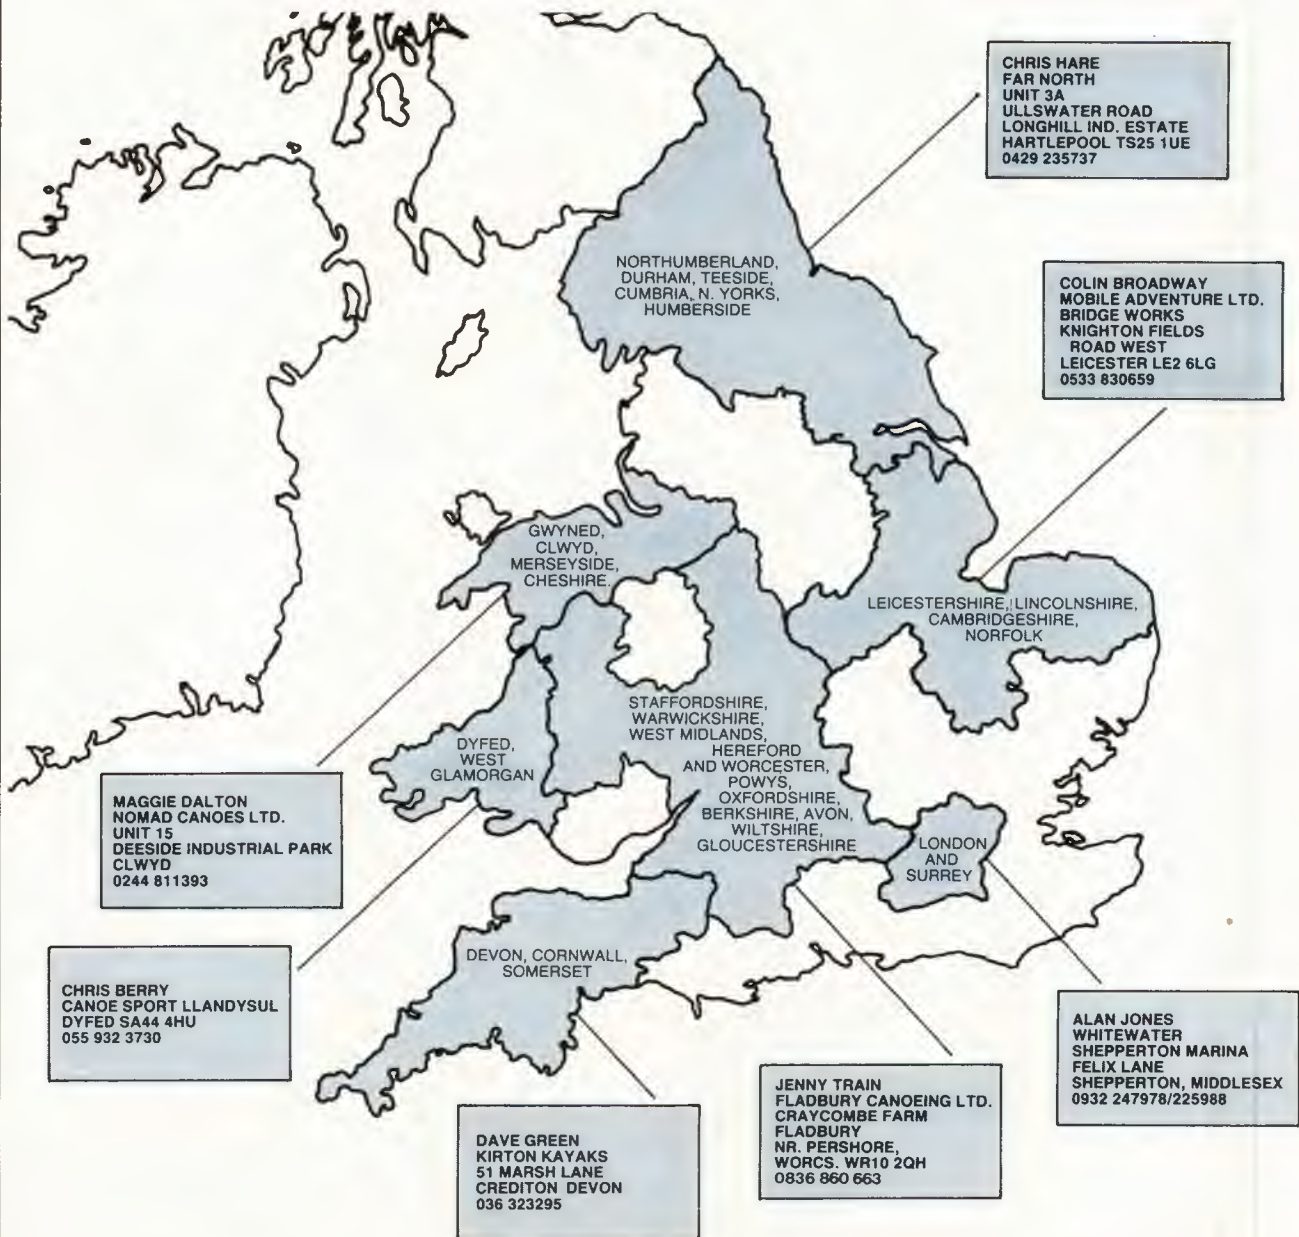 CHRIS HARE
FAR NORTH
UNIT 3A
ULLSWATER ROAD
LONGHILL IND. ESTATE
HARTLEPOOL TS25 1UE
0429 235737
NORTHUMBERLAND,
DURHAM, TEESIDE,
CUMBRIA, N. YORKS,
HUMBERSIDE
COLIN BROADWAY
MOBILE ADVENTURE LTD.
BRIDGE WORKS
KNIGHTON FIELDS
ROAD WEST
LEICESTER LE2 6LG
0533 830659
GWYNED,
CLWYD,
MERSEYSIDE,
CHESHIRE.
LEICESTERSHIRE, LINCOLNSHIRE,
CAMBRIDGESHIRE,
NORFOLK
STAFFORDSHIRE,
WARWICKSHIRE,
WEST MIDLANDS,
HEREFORD
AND WORCESTER,
POWYS,
OXFORDSHIRE,
BERKSHIRE, AVON,
WILTSHIRE,
GLOUCESTERSHIRE
DYFED,
WEST
GLAMORGAN
LONDON
AND
SURREY
MAGGIE DALTON
NOMAD CANOES LTD.
UNIT 15
DEESIDE INDUSTRIAL PARK
CLWYD
0244 811393
DEVON, CORNWALL,
SOMERSET
CHRIS BERRY
CANOE SPORT LLANDYSUL
DYFED SA44 4HU
055 932 3730
ALAN JONES
WHITEWATER
SHEPPERTON MARINA
FELIX LANE
SHEPPERTON, MIDDLESEX
0932 247978/225988
JENNY TRAIN
FLADBURY CANOEING LTD.
CRAYCOMBE FARM
FLADBURY
NR. PERSHORE,
WORCS. WR10 2QH
0836 860 663
DAVE GREEN
KIRTON KAYAKS
51 MARSH LANE
CREDITON DEVON
036 323295